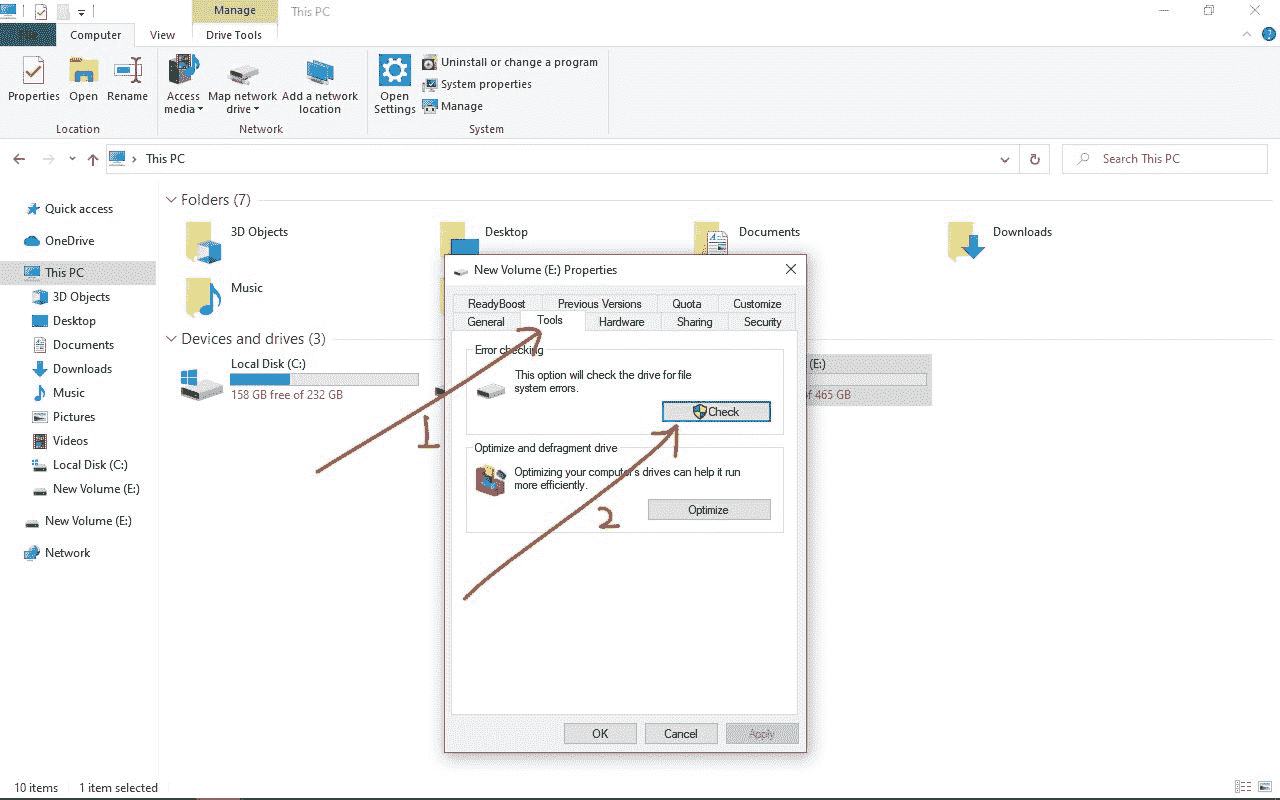 Manage This PC
Computer View Drive Tools
Properties Open Rename Access media Map network drive Add a network location Open Settings Uninstall or change a program
System properties
Manage
Location Network System
This PC Search This PC
Quick access
OneDrive
This PC
3D Objects
Desktop
Documents
Downloads
Music
Pictures
Videos
Local Disk (C:)
New Volume (E:)
New Volume (E:)
Network
Folders (7)
3D Objects Desktop Documents Downloads
Music
Devices and drives (3)
Local Disk (C:)
158 GB free of 232 GB
(E:)
of 465 GB
New Volume (E:) Properties
ReadyBoost Previous Versions Quota Customize
General Tools Hardware Sharing Security
Error checking
This option will check the drive for file
system errors.
Check
1
Optimize and defragment drive
Optimizing your computer's drives can help it run
more efficiently.
Optimize
2
OK Cancel Apply
10 items 1 item selected